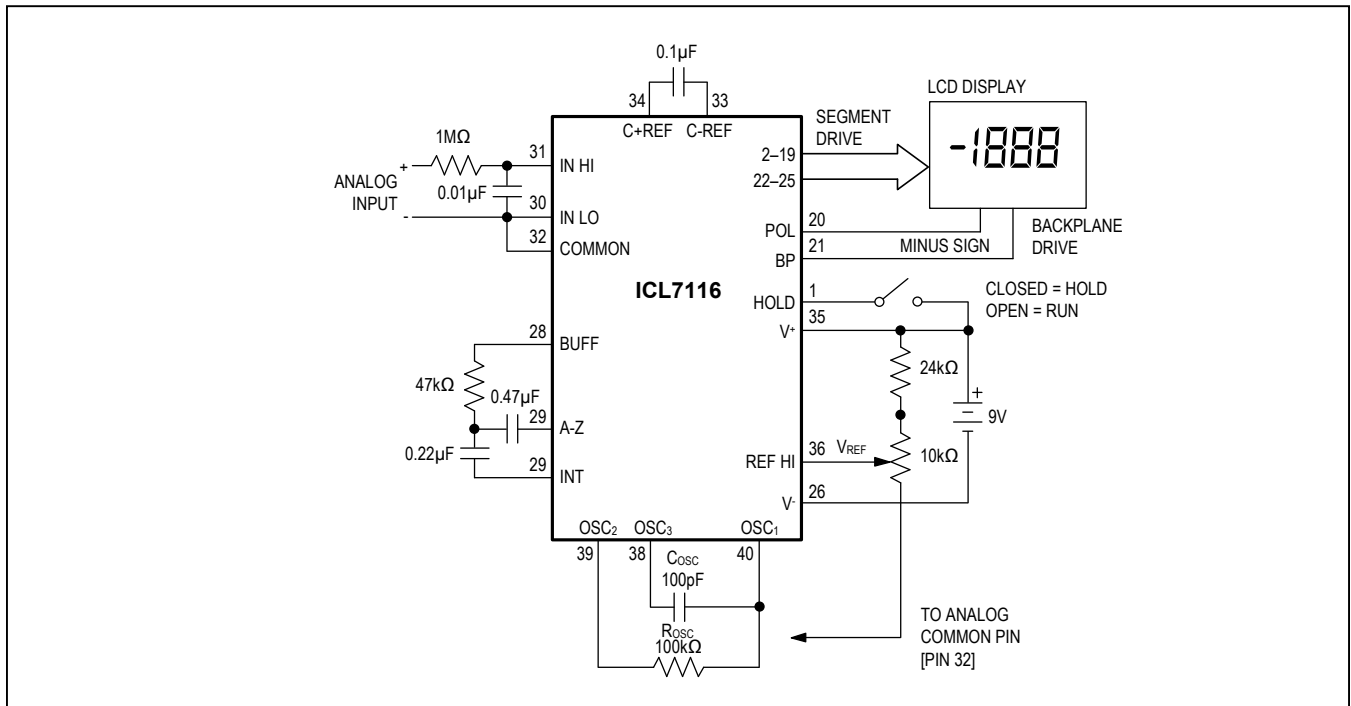 0.1µF
34
33
C+REF
C-REF
LCD DISPLAY
SEGMENT
DRIVE
-1888
1MΩ
31
IN HI
2–19
+
ANALOG
INPUT
-
0.01µF
30
IN LO
22–25
32
COMMON
20
POL
MINUS SIGN
BACKPLANE
DRIVE
21
BP
ICL7116
1
HOLD
CLOSED = HOLD
OPEN = RUN
35
V+
28
BUFF
24kΩ
47kΩ
0.47µF
+
9V
29
A-Z
0.22µF
29
INT
36
REF HI
VREF
10kΩ
26
V-
OSC2
OSC3
OSC1
39
38
40
COSC
100pF
ROSC
100kΩ
TO ANALOG
COMMON PIN
[PIN 32]